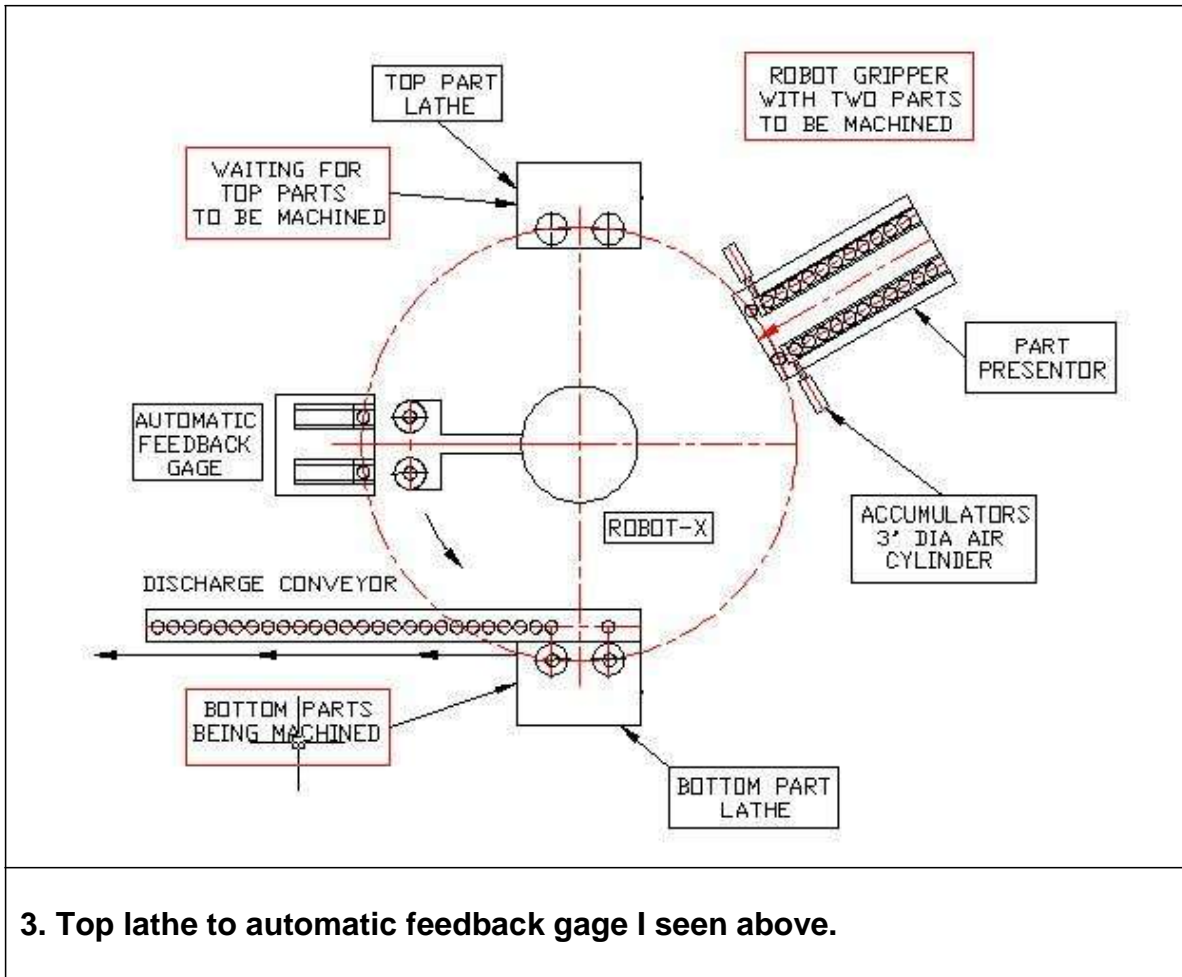 TOP PART
LATHE
ROBOT GRIPPER
WITH TWO PARTS
TO BE MACHINED
WAITING FOR
TOP PARTS
TO BE MACHINED
PART
PRESENTOR
AUTOMATIC
FEEDBACK
GAGE
ROBOT-X
ACCUMULATORS
3' DIA AIR
CYLINDER
DISCHARGE CONVEYOR
BOTTOM PARTS
BEING MACHINED
BOTTOM PART
LATHE
3. Top lathe to automatic feedback gage I seen above.